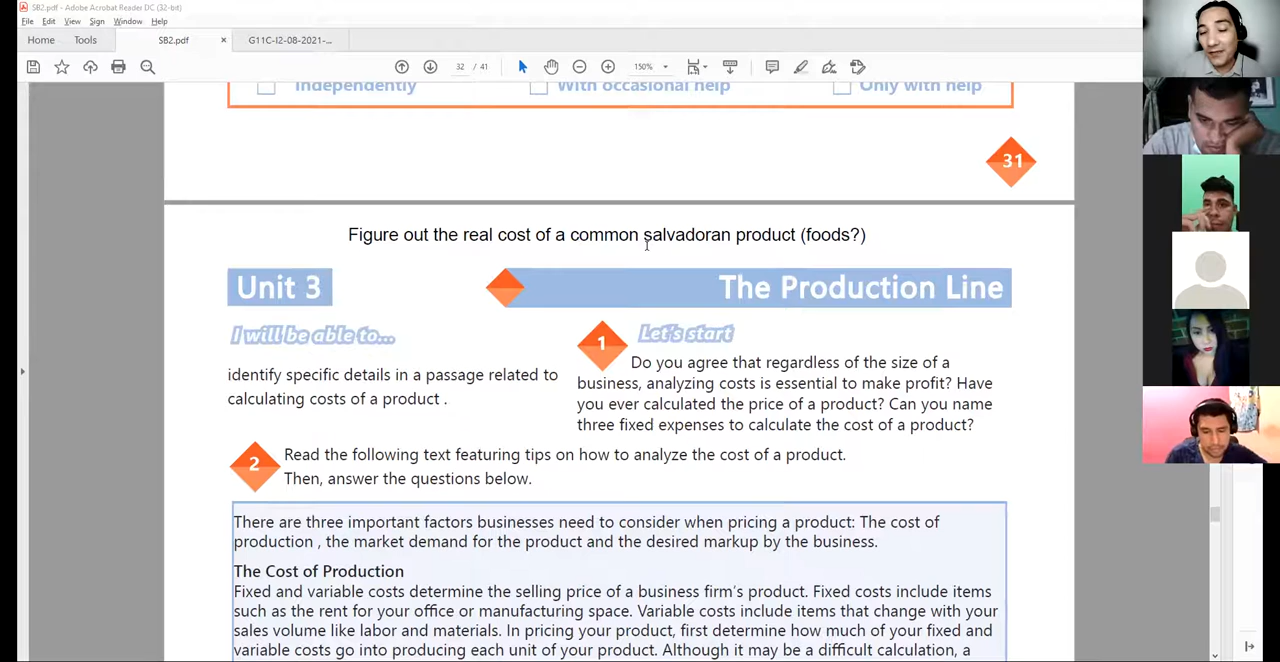 SB2.pdf - Adobe Acrobat Reader DC (32-bit)
File Edit View Sign Window Help
Home Tools SB2.pdf × G11C-I2-08-2021-...
32 / 41 150%
Independently With occasional help Only with help
31
Figure out the real cost of a common salvadoran product (foods?)
Unit 3 The Production Line
I will be able to...
identify specific details in a passage related to
calculating costs of a product .
1 Let's start
Do you agree that regardless of the size of a
business, analyzing costs is essential to make profit? Have
you ever calculated the price of a product? Can you name
three fixed expenses to calculate the cost of a product?
2 Read the following text featuring tips on how to analyze the cost of a product.
Then, answer the questions below.
There are three important factors businesses need to consider when pricing a product: The cost of
production , the market demand for the product and the desired markup by the business.
The Cost of Production
Fixed and variable costs determine the selling price of a business firm's product. Fixed costs include items
such as the rent for your office or manufacturing space. Variable costs include items that change with your
sales volume like labor and materials. In pricing your product, first determine how much of your fixed and
variable costs go into producing each unit of your product. Although it may be a difficult calculation, a